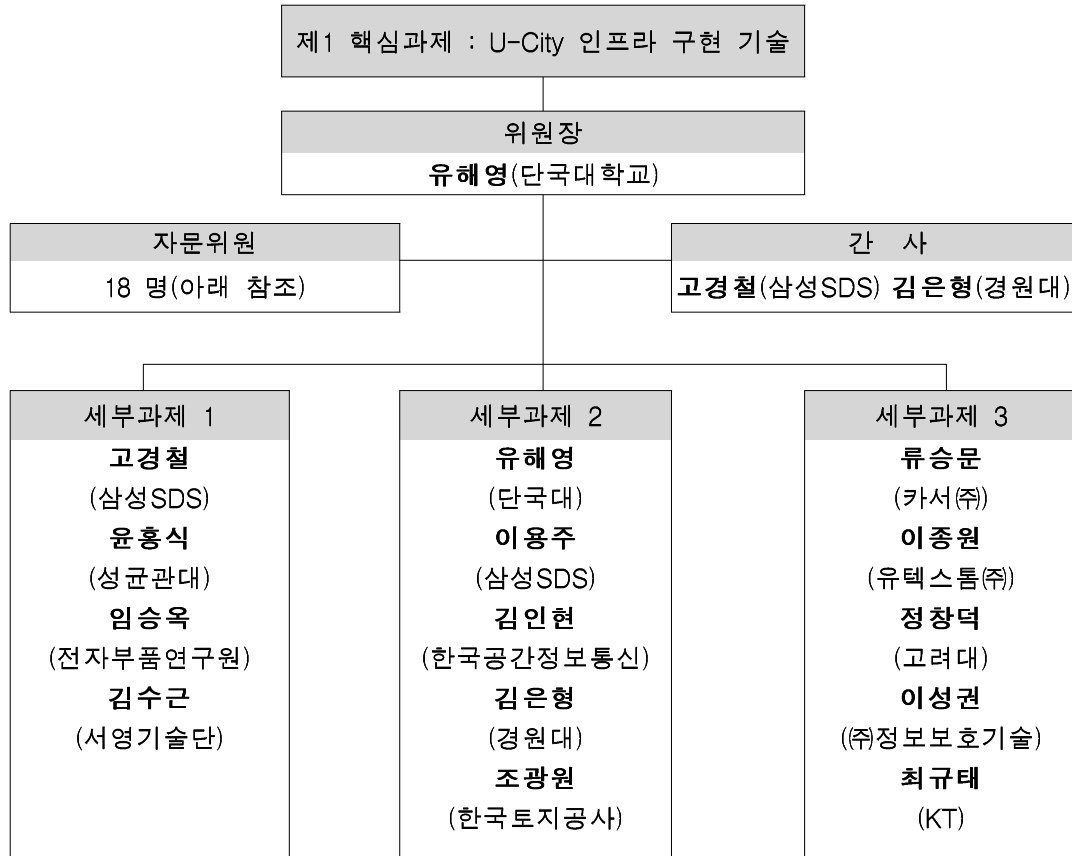 제1 핵심과제 : U-City 인프라 구현 기술
위원장
유해영(단국대학교)
자문위원
18 명(아래 참조)
간 사
고경철(삼성SDS) 김은형(경원대)
세부과제 1
고경철
(삼성SDS)
윤홍식
(성균관대)
임승옥
(전자부품연구원)
김수근
(서영기술단)
세부과제 2
유해영
(단국대)
이용주
(삼성SDS)
김인현
(한국공간정보통신)
김은형
(경원대)
조광원
(한국토지공사)
세부과제 3
류승문
(카서㈜)
이종원
(유텍스톰㈜)
정창덕
(고려대)
이성권
(㈜정보보호기술)
최규태
(KT)